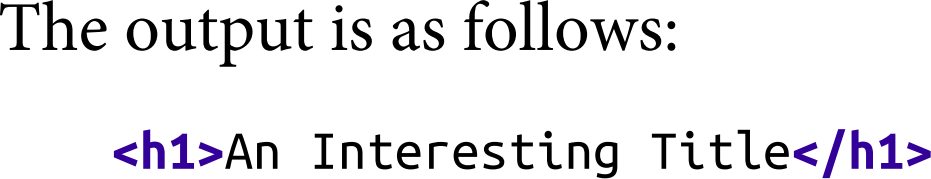 The output is as follows:
<h1>An Interesting Title</h1>